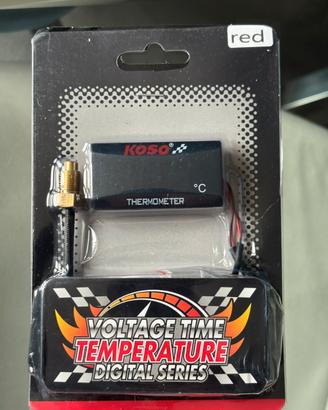 red
KOSO®
°C
THERMOMETER
VOLTAGE TIME
TEMPERATURE
DIGITAL SERIES